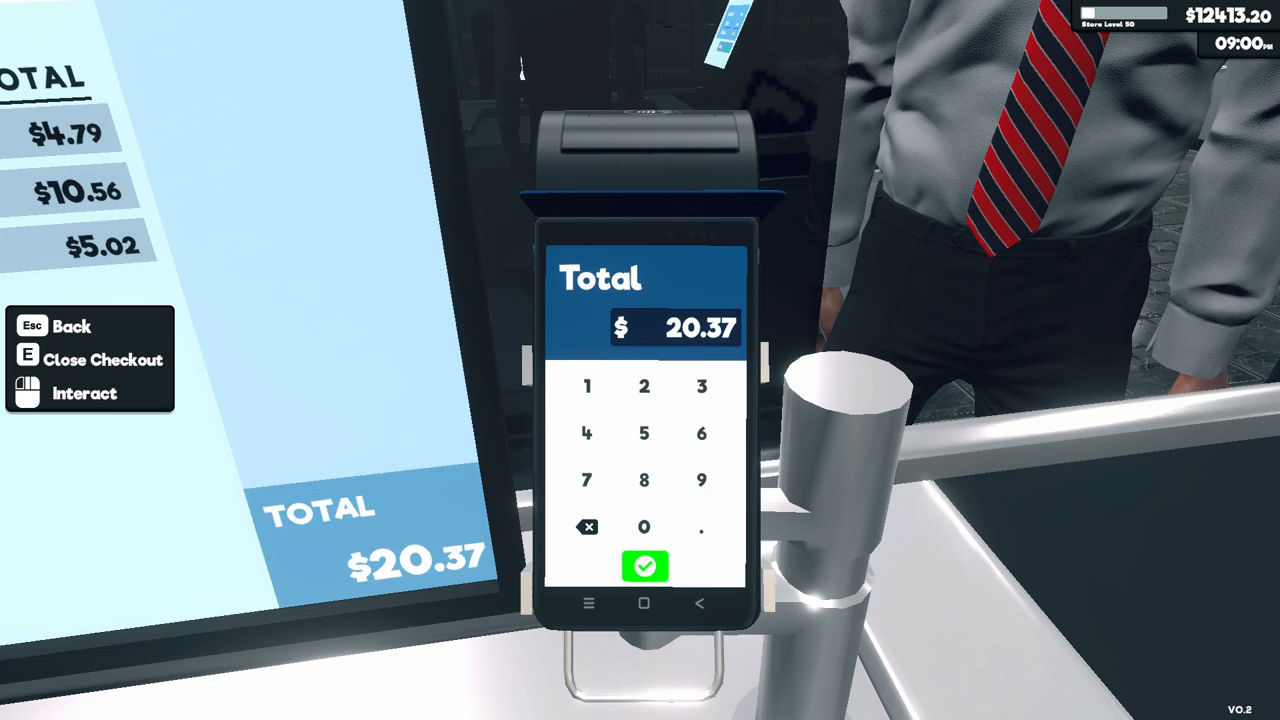 OTAL
$4.79
$10.56
$5.02
Esc Back
E Close Checkout
Interact
TOTAL
$20.37
Total
$ 20.37
1 2 3
4 5 6
7 8 9
0 .
$12413.20
Store Level 50
09:00PM
V0.2